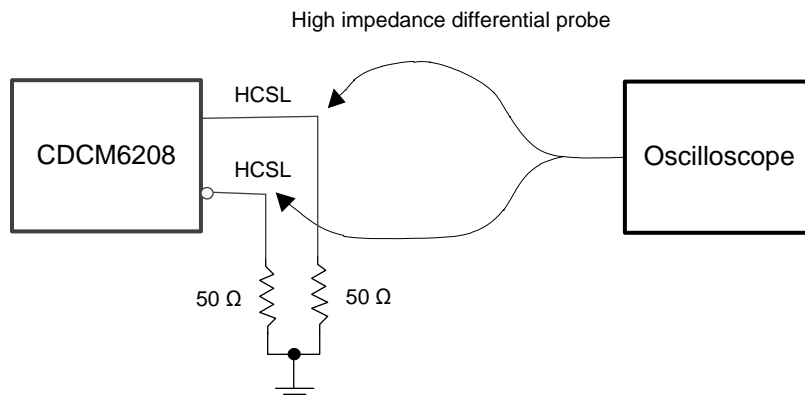 High impedance differential probe
HCSL
CDCM6208
HCSL
Oscilloscope
50 Ω
50 Ω